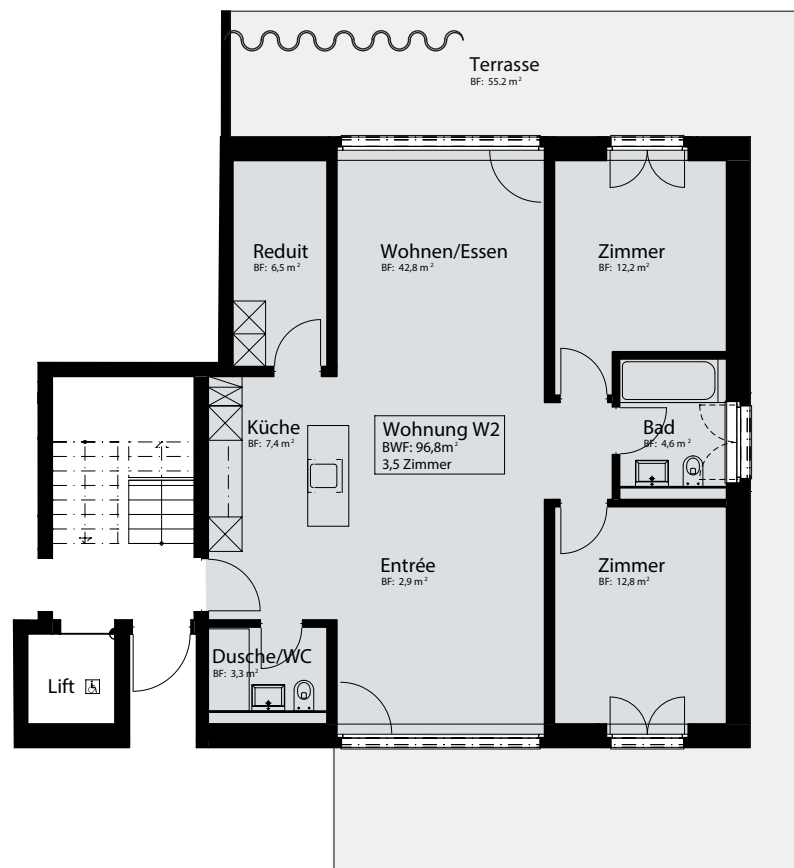 Terrasse
BF: 55.2 m²
Reduit
BF: 6,5 m²
Wohnen/Essen
BF: 42,8 m²
Zimmer
BF: 12,2 m²
Küche
BF: 7,4 m²
Wohnung W2
BWF: 96,8m²
3,5 Zimmer
Bad
BF: 4,6 m²
Entrée
BF: 2,9 m²
Zimmer
BF: 12,8 m²
Dusche/WC
BF: 3,3 m²
Lift